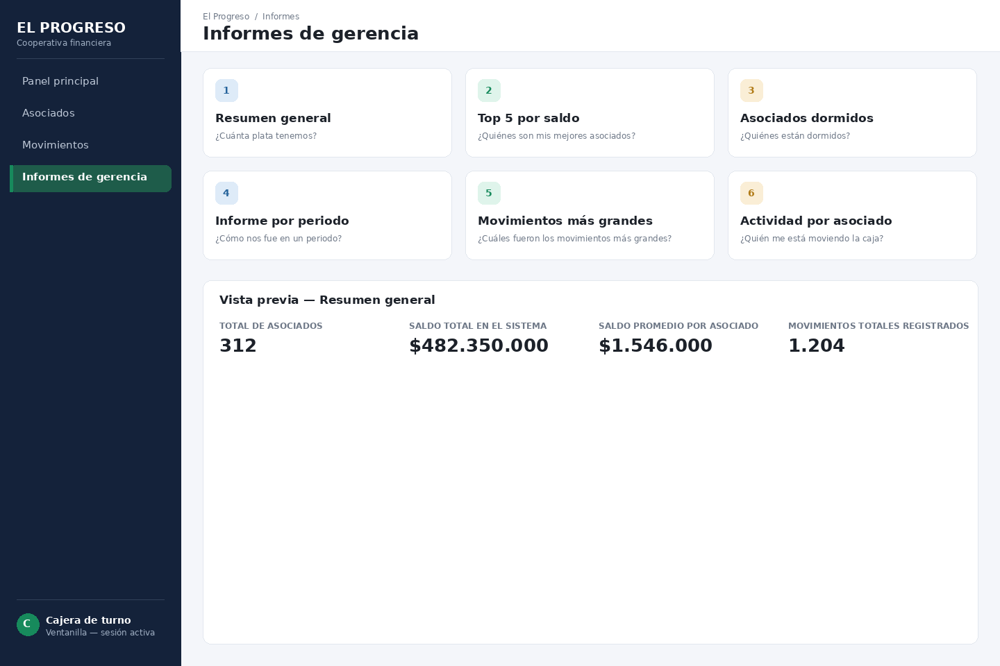 EL PROGRESO
Cooperativa financiera
Panel principal
Asociados
Movimientos
Informes de gerencia
Cajera de turno
C
Ventanilla — sesión activa
El Progreso / Informes
Informes de gerencia
1
Resumen general
¿Cuánta plata tenemos?
2
Top 5 por saldo
¿Quiénes son mis mejores asociados?
3
Asociados dormidos
¿Quiénes están dormidos?
4
Informe por periodo
¿Cómo nos fue en un periodo?
5
Movimientos más grandes
¿Cuáles fueron los movimientos más grandes?
6
Actividad por asociado
¿Quién me está moviendo la caja?
Vista previa — Resumen general
TOTAL DE ASOCIADOS
312
SALDO TOTAL EN EL SISTEMA
$482.350.000
SALDO PROMEDIO POR ASOCIADO
$1.546.000
MOVIMIENTOS TOTALES REGISTRADOS
1.204